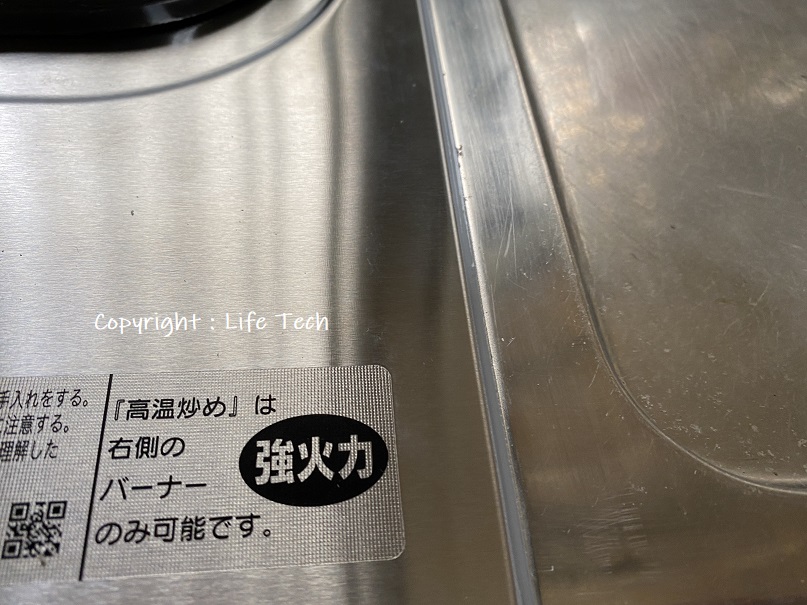 Copyright : Life Tech
手入れをする。
注意する。
理解した
『高温炒め』は
右側の
バーナー
のみ可能です。
強火力